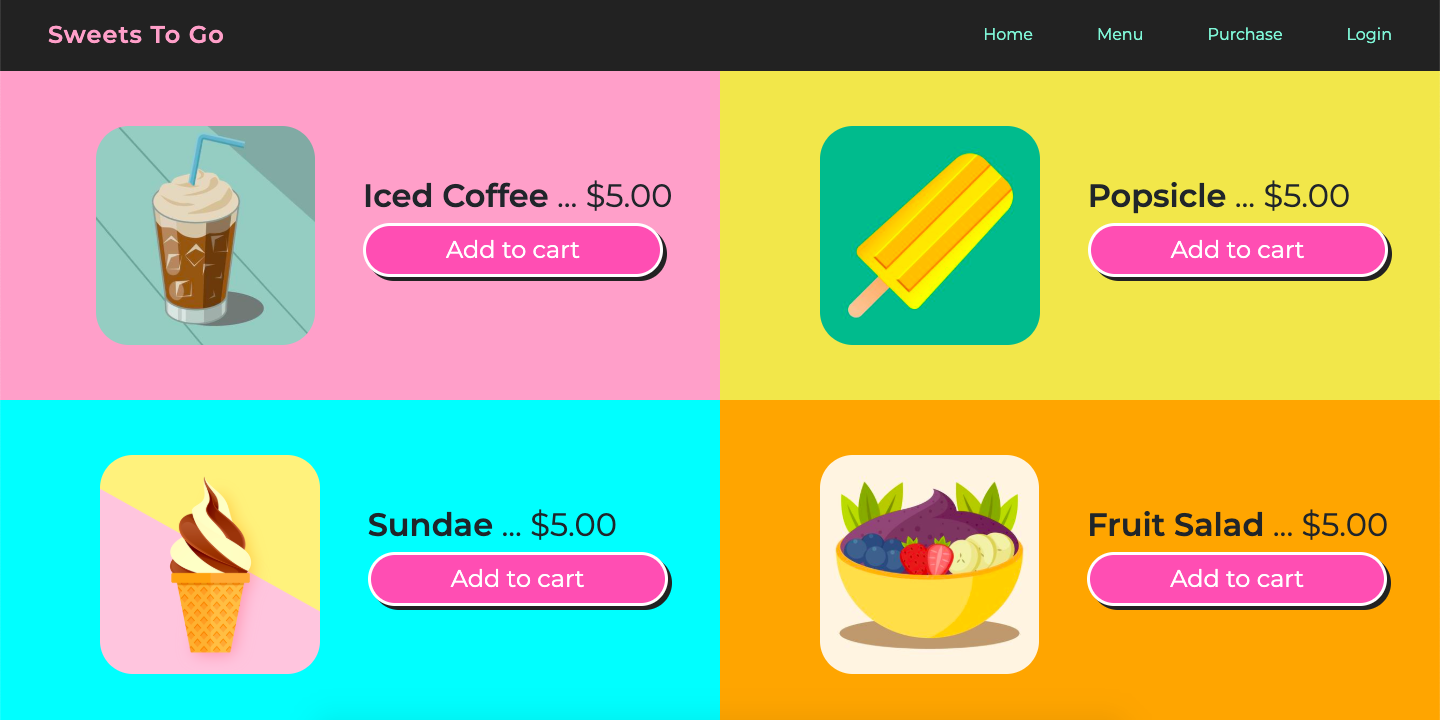 Sweets To Go
Home Menu Purchase Login
Iced Coffee ... $5.00
Add to cart
Popsicle ... $5.00
Add to cart
Sundae ... $5.00
Add to cart
Fruit Salad ... $5.00
Add to cart